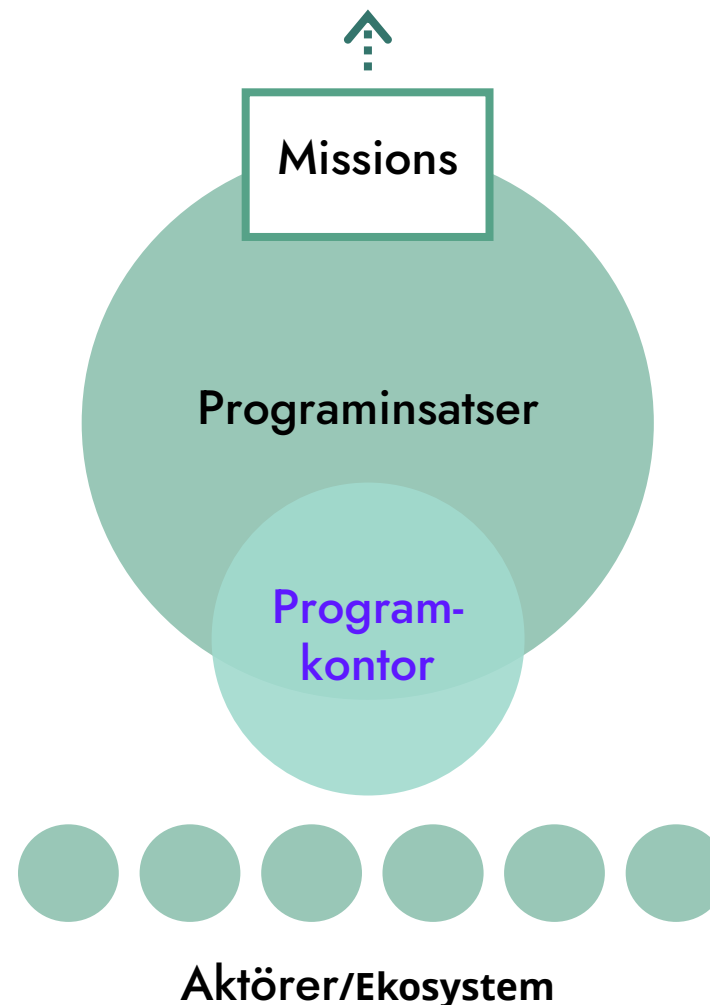 Missions
Programinsatser
Program-
kontor
Aktörer/Ekosystem